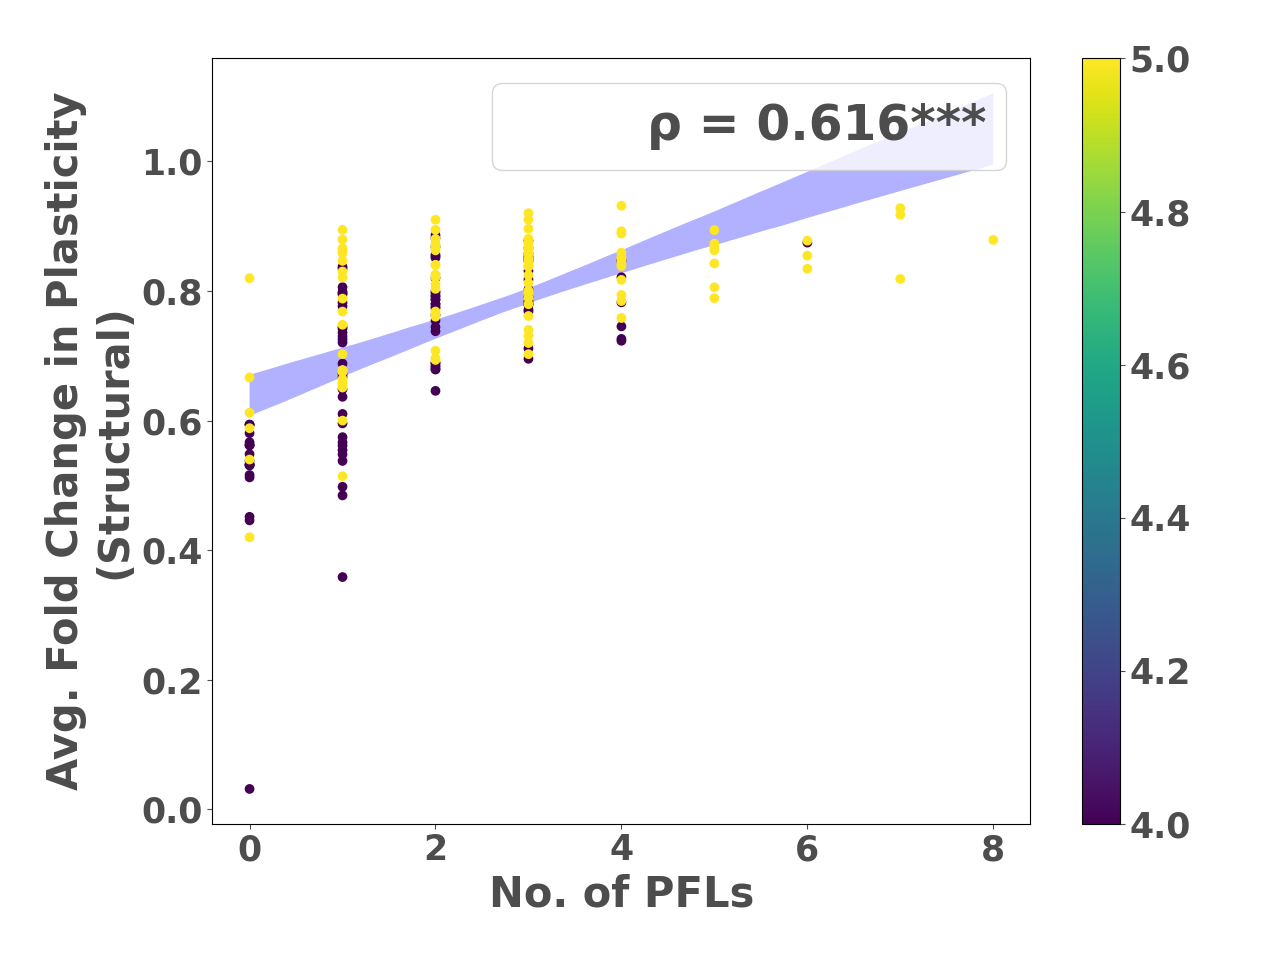 ρ = 0.616***
Avg. Fold Change in Plasticity
(Structural)
1.0
0.8
0.6
0.4
0.2
0.0
0 2 4 6 8
No. of PFLs
5.0
4.8
4.6
4.4
4.2
4.0